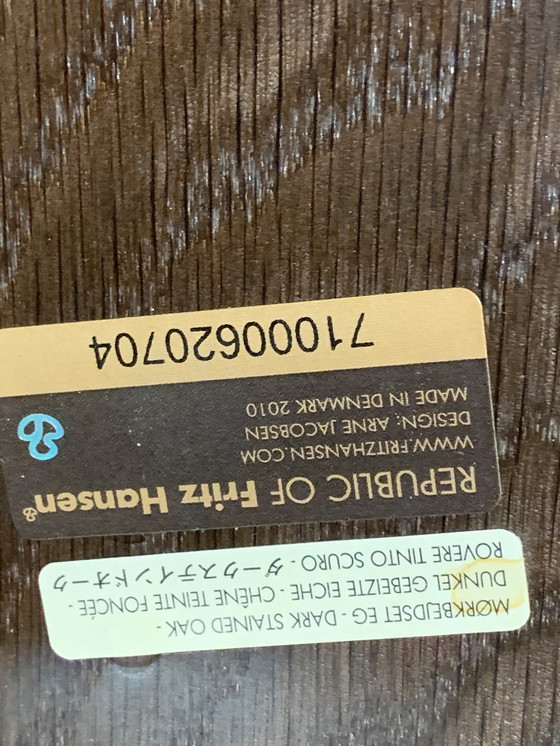 MØRKBEJDSET EG - DARK STAINED OAK -
DUNKEL GEBEIZTE EICHE - CHÊNE TEINTE FONCÉE -
ROVERE TINTO SCURO - ダークステインドオーク
REPUBLIC OF Fritz Hansen®
WWW.FRITZHANSEN.COM
DESIGN: ARNE JACOBSEN
MADE IN DENMARK 2010
71000620704